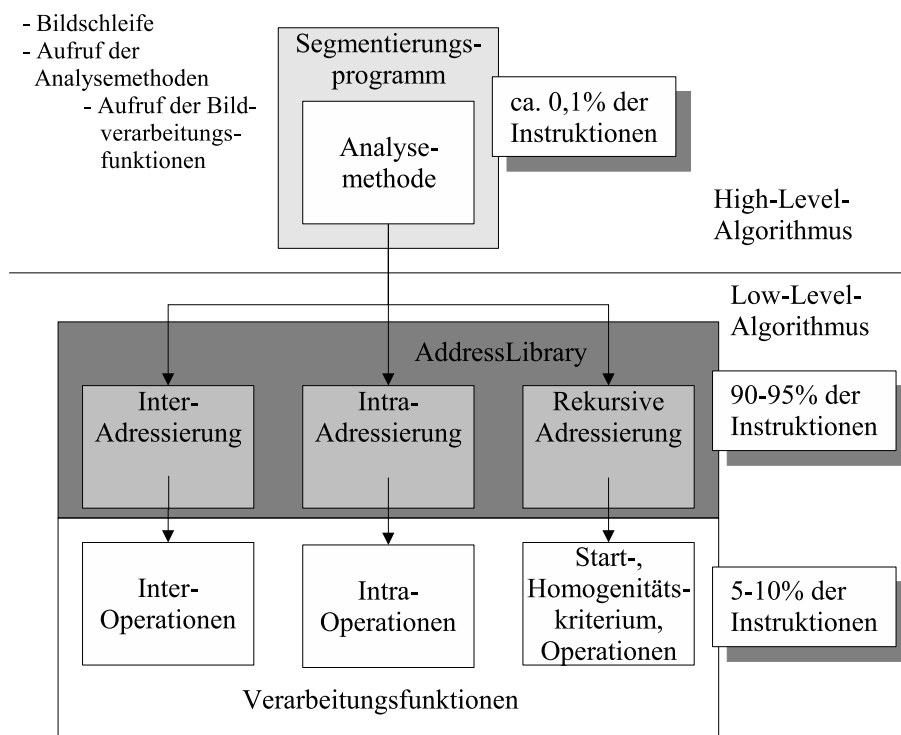 - Bildschleife
- Aufruf der
Analysemethoden
- Aufruf der Bild-
verarbeitungs-
funktionen
Segmentierungs-
programm
Analyse-
methode
ca. 0,1% der
Instruktionen
High-Level-
Algorithmus
Low-Level-
Algorithmus
AddressLibrary
Inter-
Adressierung
Intra-
Adressierung
Rekursive
Adressierung
90-95% der
Instruktionen
Inter-
Operationen
Intra-
Operationen
Start-,
Homogenitäts-
kriterium,
Operationen
5-10% der
Instruktionen
Verarbeitungsfunktionen